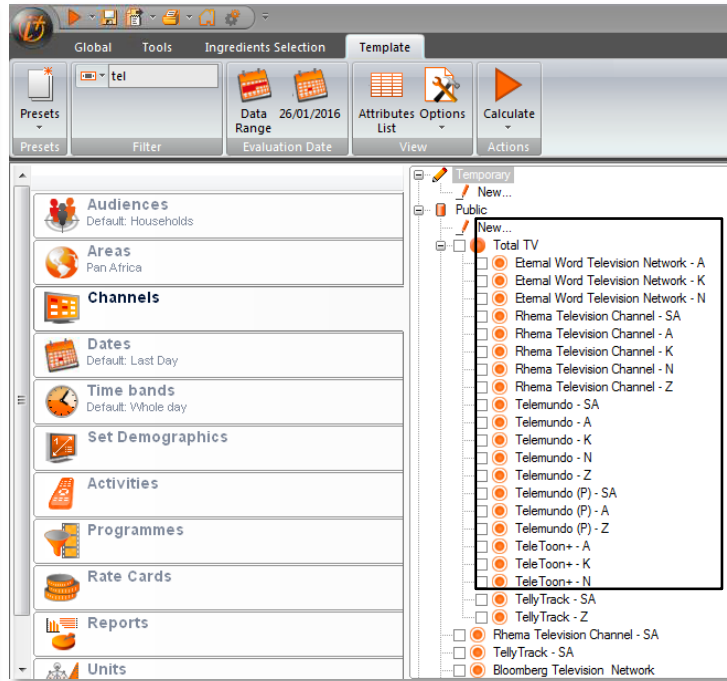 Global Tools Ingredients Selection Template
tel
Presets
Data Range
26/01/2016
Attributes List
Options
Calculate
Presets Filter Evaluation Date View Actions
Audiences
Default: Households
Areas
Pan Africa
Channels
Dates
Default: Last Day
Time bands
Default: Whole day
Set Demographics
Activities
Programmes
Rate Cards
Reports
Units
Temporary
New...
Public
New...
Total TV
Eternal Word Television Network - A
Eternal Word Television Network - K
Eternal Word Television Network - N
Rhema Television Channel - SA
Rhema Television Channel - A
Rhema Television Channel - K
Rhema Television Channel - N
Rhema Television Channel - Z
Telemundo - SA
Telemundo - A
Telemundo - K
Telemundo - N
Telemundo - Z
Telemundo (P) - SA
Telemundo (P) - A
Telemundo (P) - Z
TeleToon+ - A
TeleToon+ - K
TeleToon+ - N
TellyTrack - SA
TellyTrack - Z
Rhema Television Channel - SA
TellyTrack - SA
Bloomberg Television Network